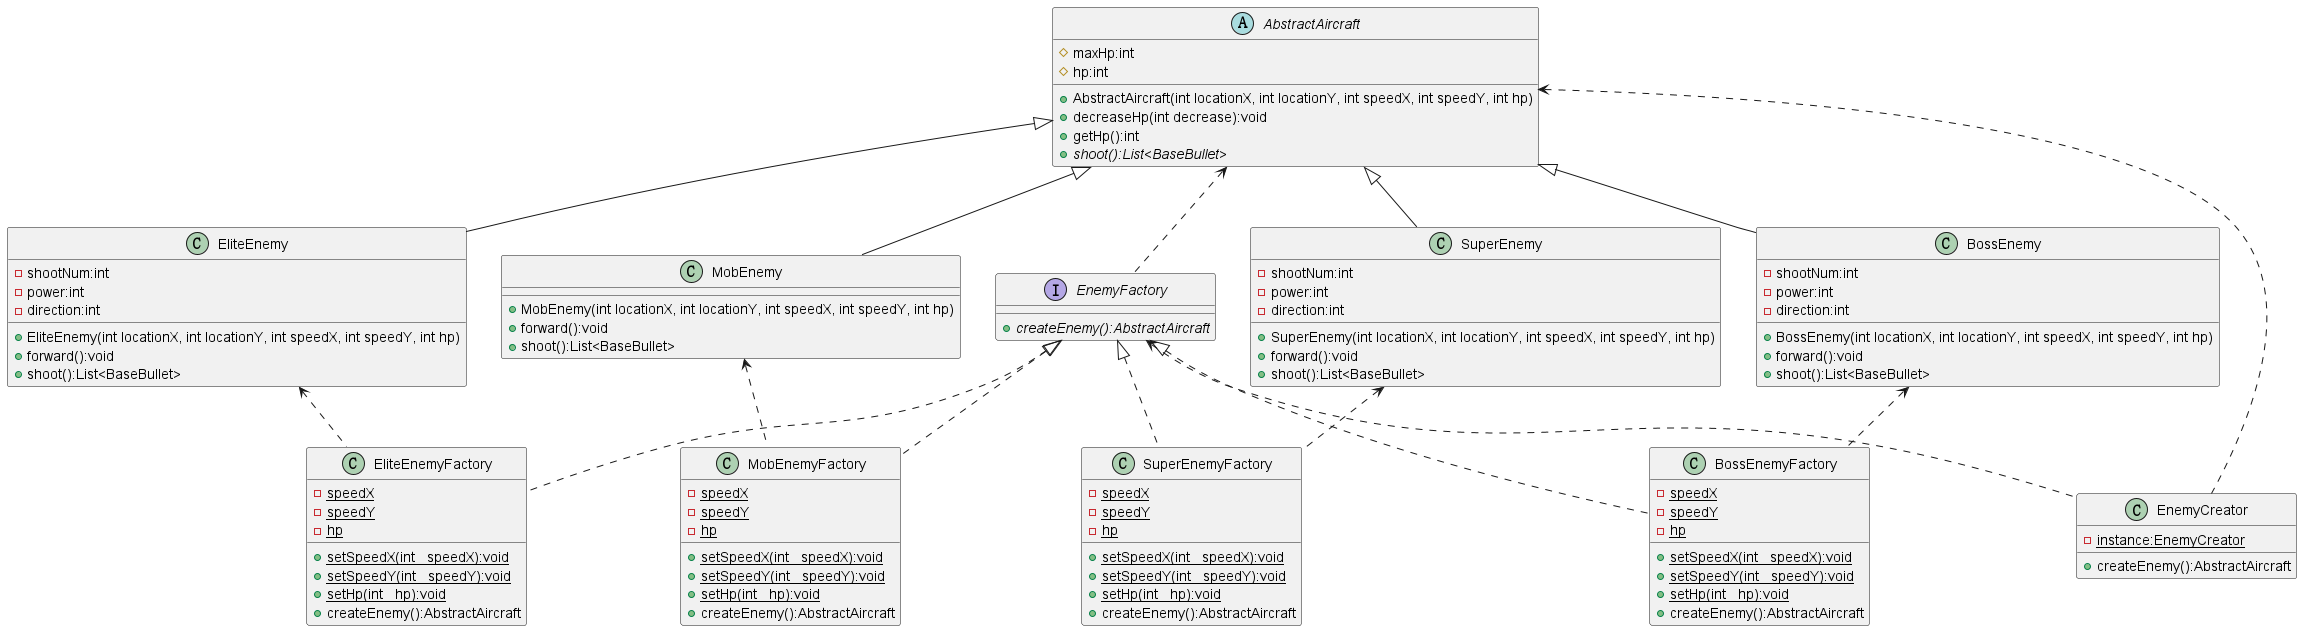 A AbstractAircraft
maxHp:int
hp:int
AbstractAircraft(int locationX, int locationY, int speedX, int speedY, int hp)
decreaseHp(int decrease):void
getHp():int
shoot():List<BaseBullet>
C EliteEnemy
shootNum:int
power:int
direction:int
EliteEnemy(int locationX, int locationY, int speedX, int speedY, int hp)
forward():void
shoot():List<BaseBullet>
C MobEnemy
MobEnemy(int locationX, int locationY, int speedX, int speedY, int hp)
forward():void
shoot():List<BaseBullet>
I EnemyFactory
createEnemy():AbstractAircraft
C SuperEnemy
shootNum:int
power:int
direction:int
SuperEnemy(int locationX, int locationY, int speedX, int speedY, int hp)
forward():void
shoot():List<BaseBullet>
C BossEnemy
shootNum:int
power:int
direction:int
BossEnemy(int locationX, int locationY, int speedX, int speedY, int hp)
forward():void
shoot():List<BaseBullet>
C EliteEnemyFactory
speedX
speedY
hp
setSpeedX(int _speedX):void
setSpeedY(int _speedY):void
setHp(int _hp):void
createEnemy():AbstractAircraft
C MobEnemyFactory
speedX
speedY
hp
setSpeedX(int _speedX):void
setSpeedY(int _speedY):void
setHp(int _hp):void
createEnemy():AbstractAircraft
C SuperEnemyFactory
speedX
speedY
hp
setSpeedX(int _speedX):void
setSpeedY(int _speedY):void
setHp(int _hp):void
createEnemy():AbstractAircraft
C BossEnemyFactory
speedX
speedY
hp
setSpeedX(int _speedX):void
setSpeedY(int _speedY):void
setHp(int _hp):void
createEnemy():AbstractAircraft
C EnemyCreator
instance:EnemyCreator
createEnemy():AbstractAircraft